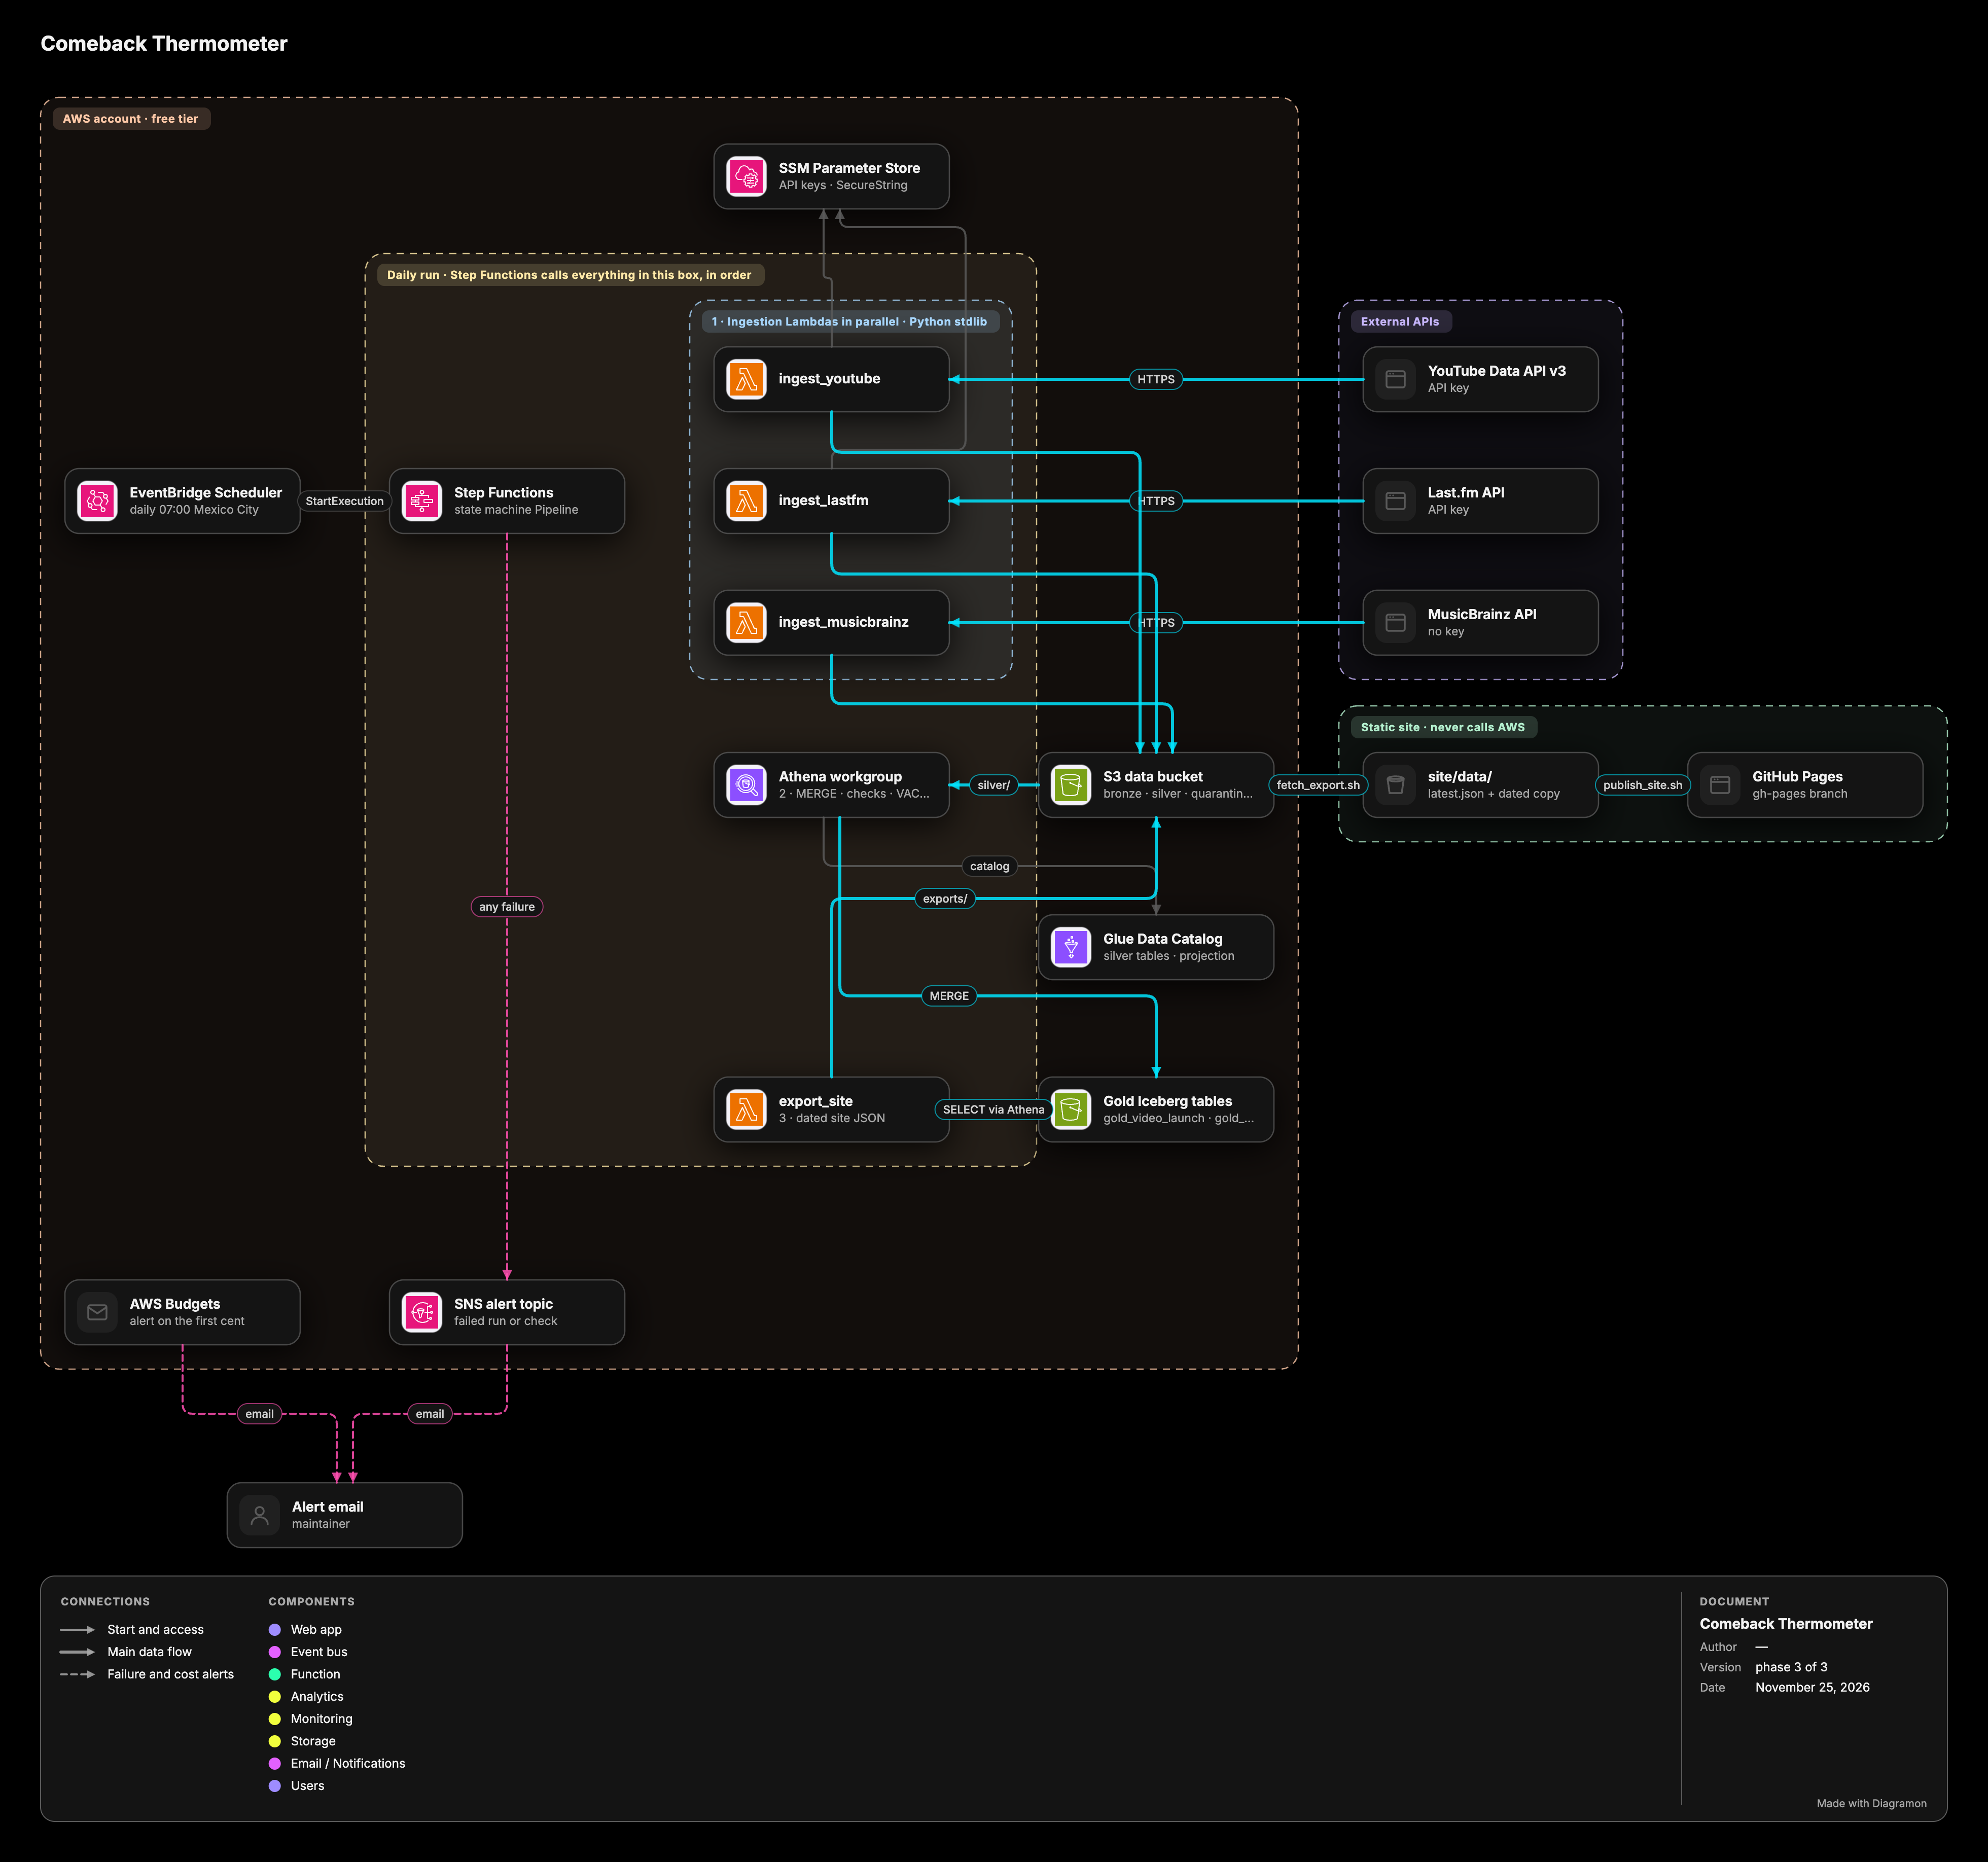 Comeback Thermometer
AWS account · free tier
SSM Parameter Store
API keys · SecureString
Daily run · Step Functions calls everything in this box, in order
1 · Ingestion Lambdas in parallel · Python stdlib
External APIs
ingest_youtube
HTTPS
YouTube Data API v3
API key
EventBridge Scheduler
daily 07:00 Mexico City
StartExecution
Step Functions
state machine Pipeline
ingest_lastfm
HTTPS
Last.fm API
API key
ingest_musicbrainz
HTTPS
MusicBrainz API
no key
Static site · never calls AWS
Athena workgroup
2 · MERGE · checks · VAC...
silver/
S3 data bucket
bronze · silver · quarantin...
fetch_export.sh
site/data/
latest.json + dated copy
publish_site.sh
GitHub Pages
gh-pages branch
catalog
exports/
any failure
Glue Data Catalog
silver tables · projection
MERGE
export_site
3 · dated site JSON
SELECT via Athena
Gold Iceberg tables
gold_video_launch · gold_...
AWS Budgets
alert on the first cent
SNS alert topic
failed run or check
email
email
Alert email
maintainer
CONNECTIONS
Start and access
Main data flow
Failure and cost alerts
COMPONENTS
Web app
Event bus
Function
Analytics
Monitoring
Storage
Email / Notifications
Users
DOCUMENT
Comeback Thermometer
Author —
Version phase 3 of 3
Date November 25, 2026
Made with Diagramon